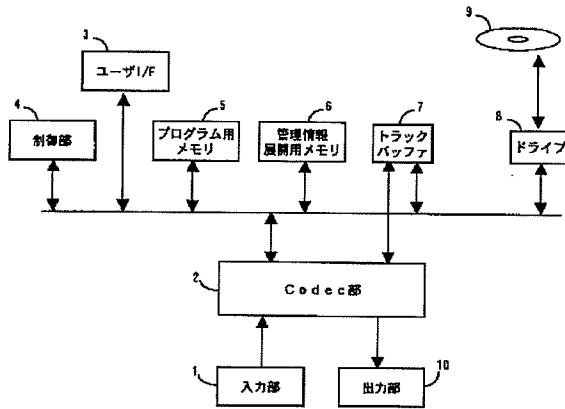 9
3
ユーザI/F
4
制御部
5
プログラム用
メモリ
6
管理情報
展開用メモリ
7
トラック
バッファ
8
ドライブ
2
Codec部
1
入力部
10
出力部